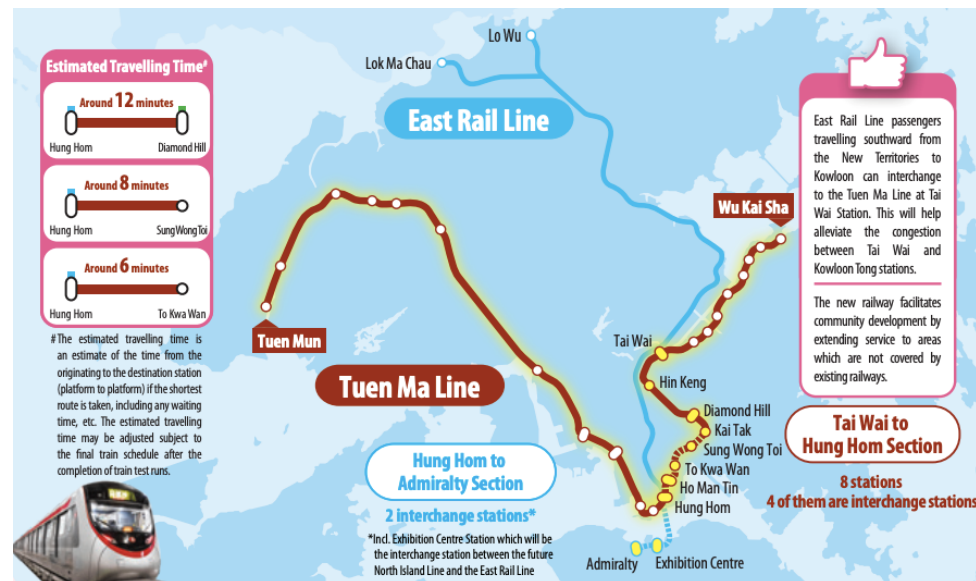 Estimated Travelling Time#
Around 12 minutes
Hung Hom
Diamond Hill
Around 8 minutes
Hung Hom
Sung Wong Toi
Around 6 minutes
Hung Hom
To Kwa Wan
# The estimated travelling time is
an estimate of the time from the
originating to the destination station
(platform to platform) if the shortest
route is taken, including any waiting
time, etc. The estimated travelling
time may be adjusted subject to
the final train schedule after the
completion of train test runs.
Lo Wu
Lok Ma Chau
East Rail Line
Wu Kai Sha
Tuen Mun
Tuen Ma Line
Tai Wai
Hin Keng
Diamond Hill
Kai Tak
Sung Wong Toi
To Kwa Wan
Ho Man Tin
Hung Hom
Admiralty
Exhibition Centre
Hung Hom to
Admiralty Section
2 interchange stations*
*Incl. Exhibition Centre Station which will be
the interchange station between the future
North Island Line and the East Rail Line
East Rail Line passengers
travelling southward from
the New Territories to
Kowloon can interchange
to the Tuen Ma Line at Tai
Wai Station. This will help
alleviate the congestion
between Tai Wai and
Kowloon Tong stations.
The new railway facilitates
community development by
extending service to areas
which are not covered by
existing railways.
Tai Wai to
Hung Hom Section
8 stations
4 of them are interchange stations